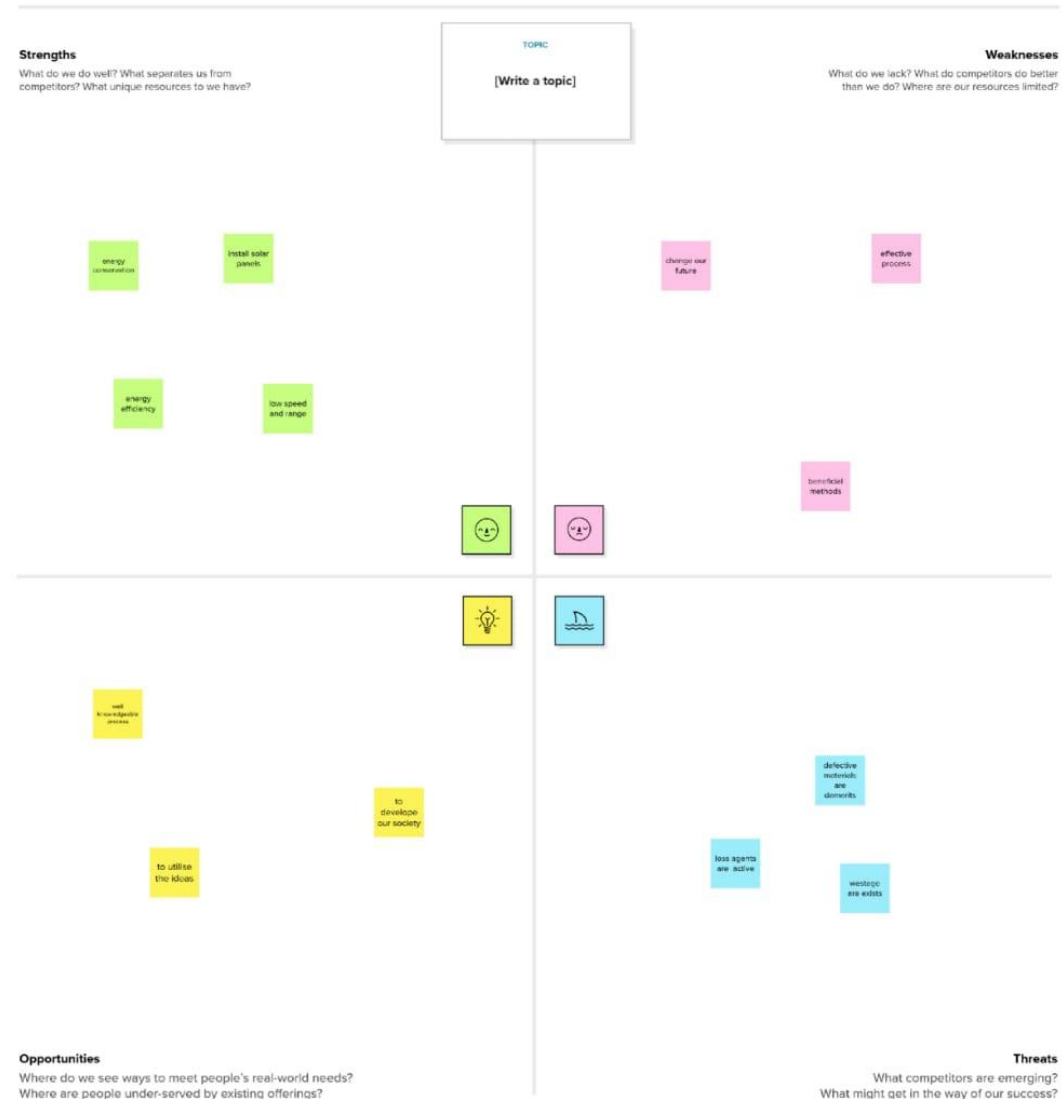 Strengths
What do we do well? What separates us from
competitors? What unique resources to we have?
TOPIC
[Write a topic]
Weaknesses
What do we lack? What do competitors do better
than we do? Where are our resources limited?
energy
conservation
install solar
panels
energy
efficiency
low speed
and range
change our
future
effective
process
beneficial
methods
well
knowledgeable
process
to
develope
our society
to utilise
the ideas
defective
materials
are
demerits
loss agents
are active
wastage
are exists
Opportunities
Where do we see ways to meet people's real-world needs?
Where are people under-served by existing offerings?
Threats
What competitors are emerging?
What might get in the way of our success?